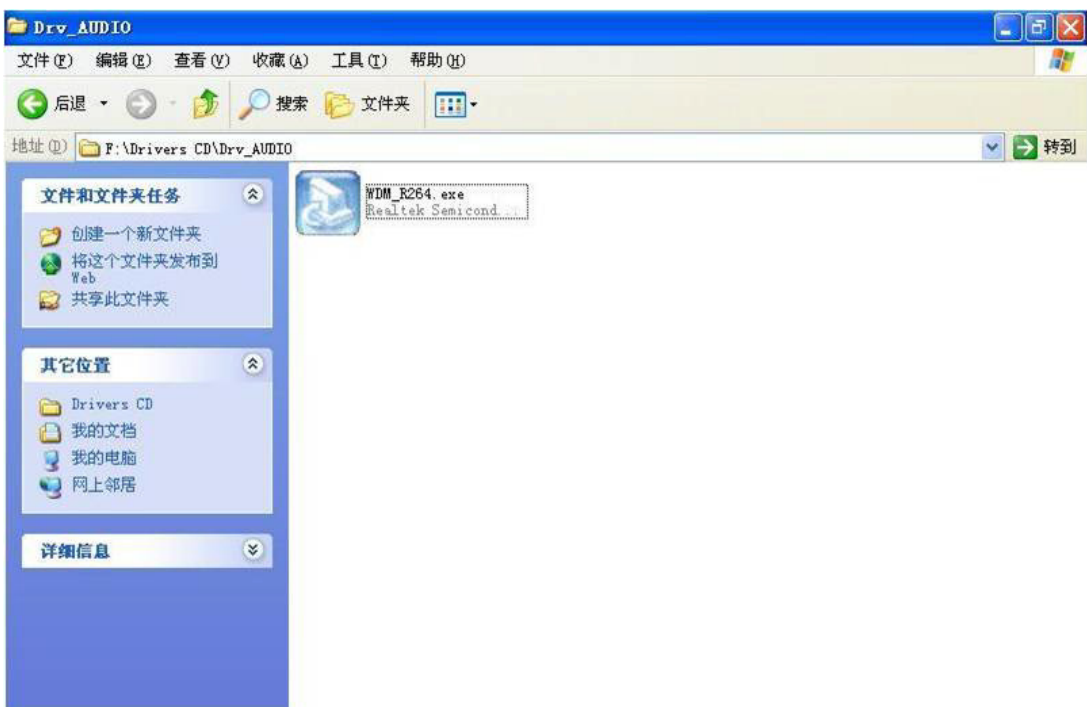 Drv_AUDIO
文件(F) 编辑(E) 查看(V) 收藏(A) 工具(T) 帮助(H)
后退 搜索 文件夹
地址(D) F:\Drivers CD\Drv_AUDIO 转到
文件和文件夹任务
创建一个新文件夹
将这个文件夹发布到
Web
共享此文件夹
其它位置
Drivers CD
我的文档
我的电脑
网上邻居
详细信息
WDM_R264.exe
Realtek Semicond...